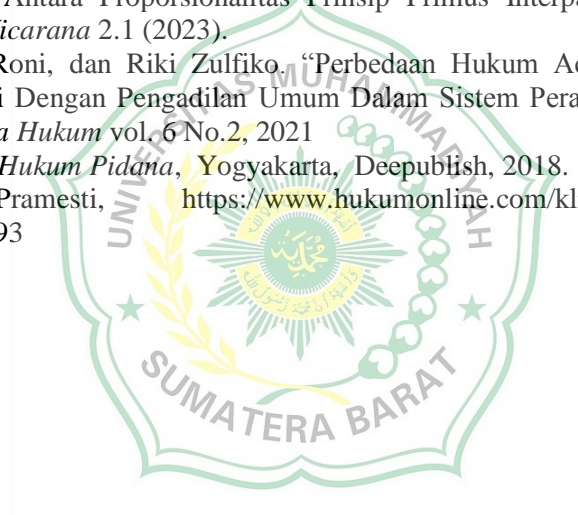 Antara Proporsionalitas Prinsip Primus Interpa
icarana 2.1 (2023).
Roni, dan Riki Zulfiko. “Perbedaan Hukum Ac
i Dengan Pengadilan Umum Dalam Sistem Pera
a Hukum vol. 6 No.2, 2021
Hukum Pidana, Yogyakarta, Deepublish, 2018.
Pramesti, https://www.hukumonline.com/kl
93
UNIVERSITAS MUHAMMADIYAH
SUMATERA BARAT